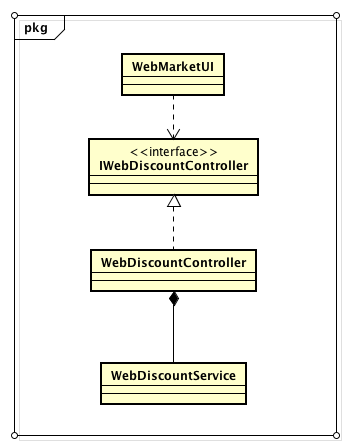 pkg
WebMarketUI
<<interface>>
IWebDiscountController
WebDiscountController
WebDiscountService